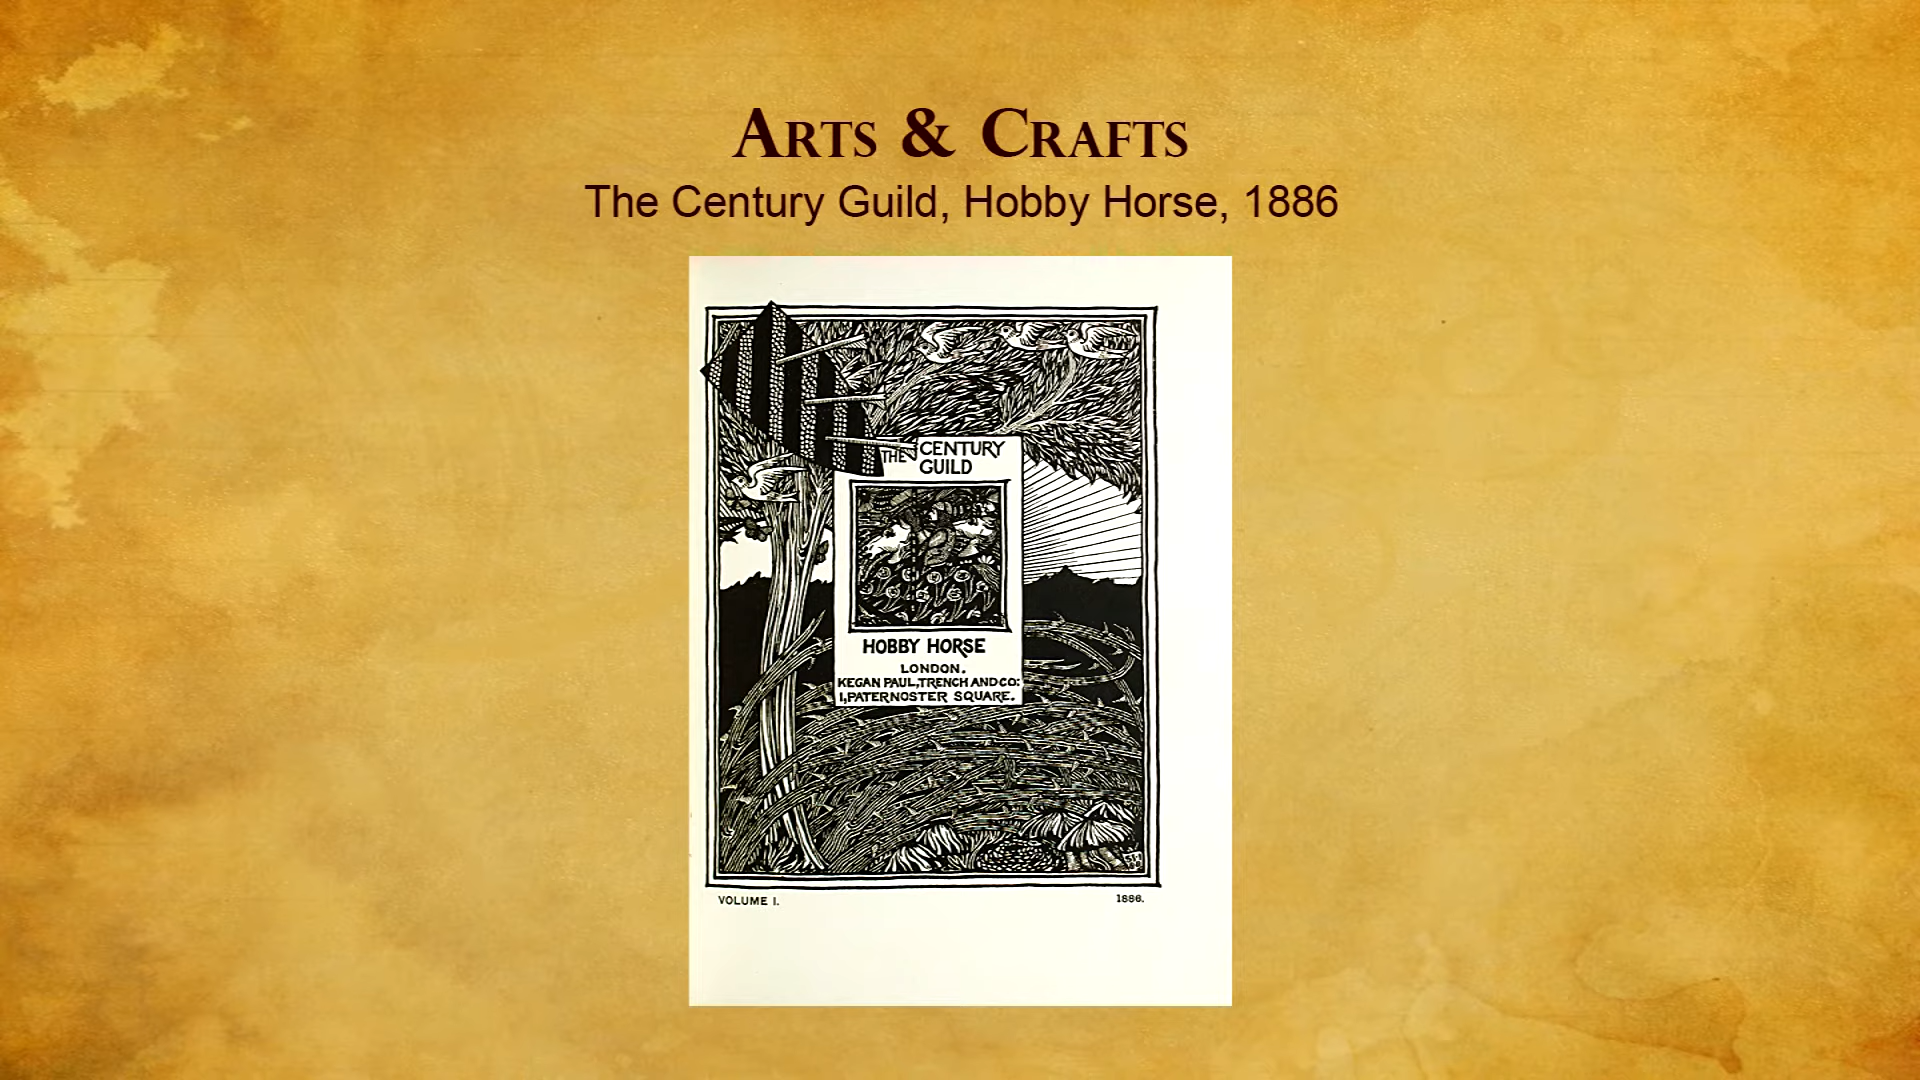 ARTS & CRAFTS
The Century Guild, Hobby Horse, 1886
THE CENTURY
GUILD
HOBBY HORSE
LONDON.
KEGAN PAUL, TRENCH AND CO:
1, PATERNOSTER SQUARE.
VOLUME I.
1886.